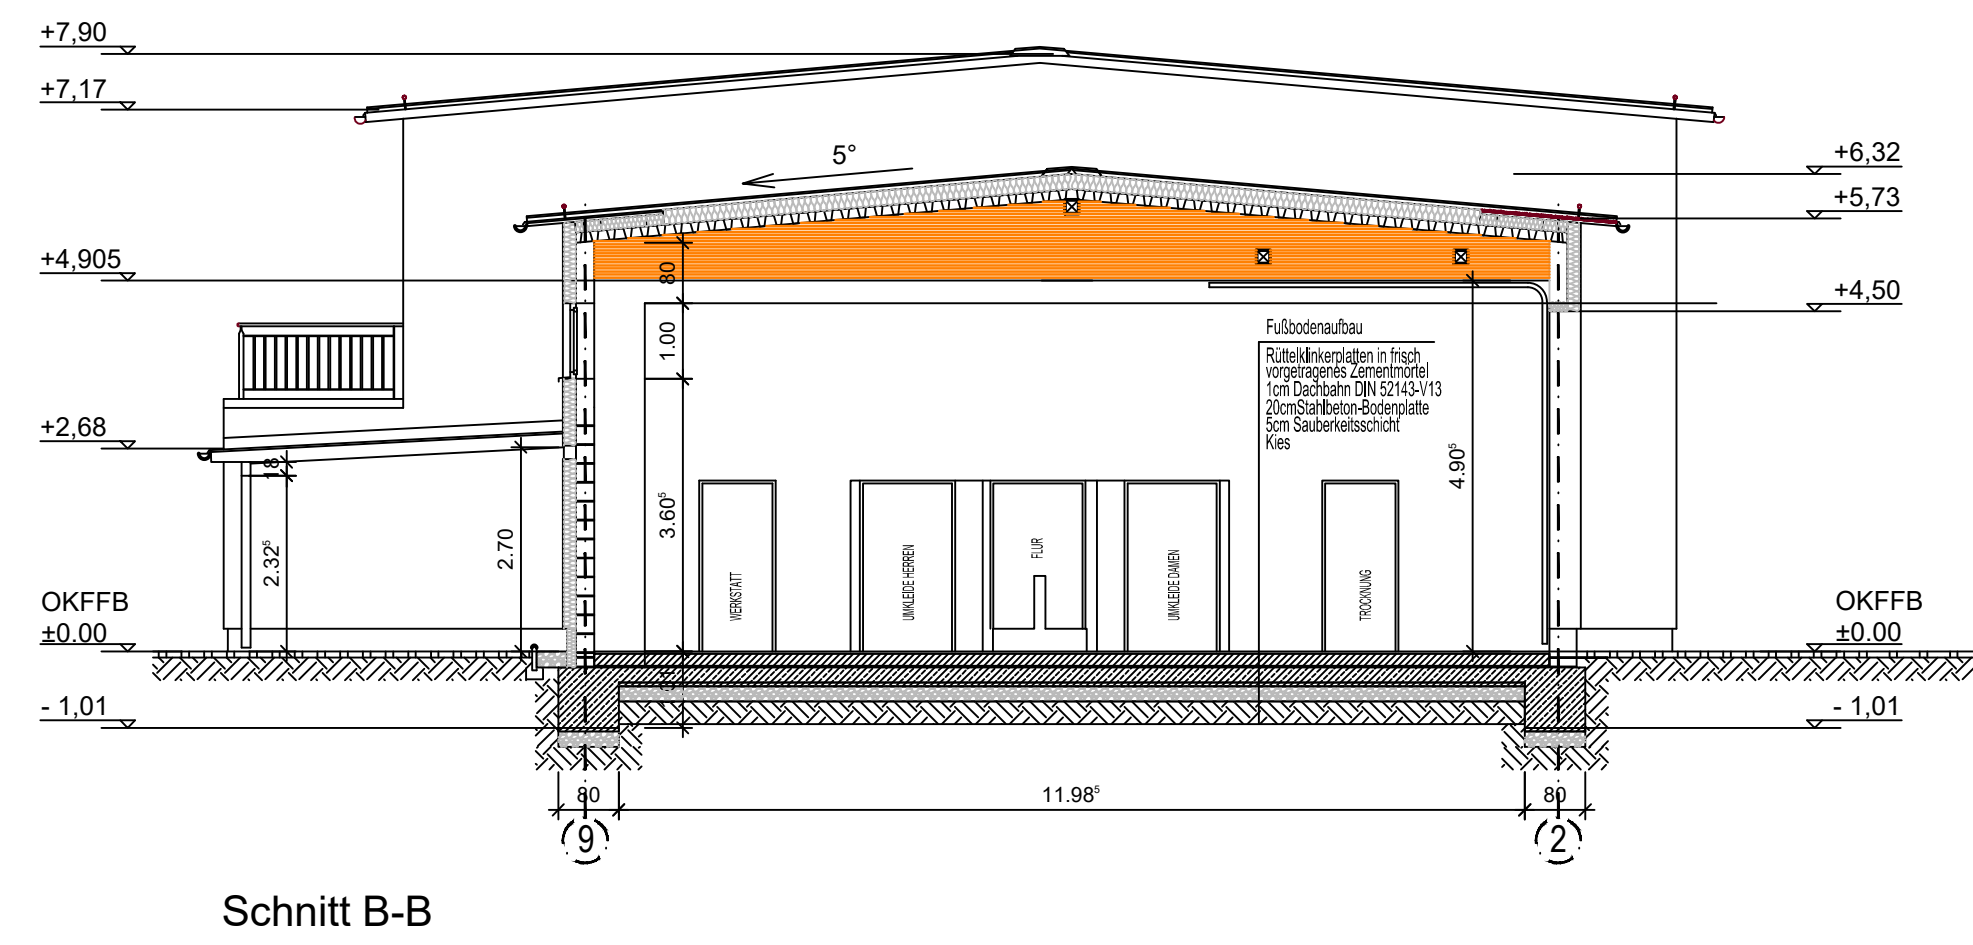 +7,90
+7,17
5°
+6,32
+5,73
+4,905
+4,50
80
1.00
Fußbodenaufbau
Rüttelklinkerplatten in frisch
vorgetragenes Zementmörtel
1cm Dachbahn DIN 52143-V13
20cmStahlbeton-Bodenplatte
5cm Sauberkeitsschicht
Kies
+2,68
18
2.32⁵
2.70
3.60⁵
4.90⁵
WERKSTATT
UMKLEIDE HERREN
FLUR
UMKLEIDE DAMEN
TROCKNUNG
OKFFB
±0.00
OKFFB
±0.00
1.01
- 1,01
- 1,01
80
11.98⁵
80
9
2
Schnitt B-B